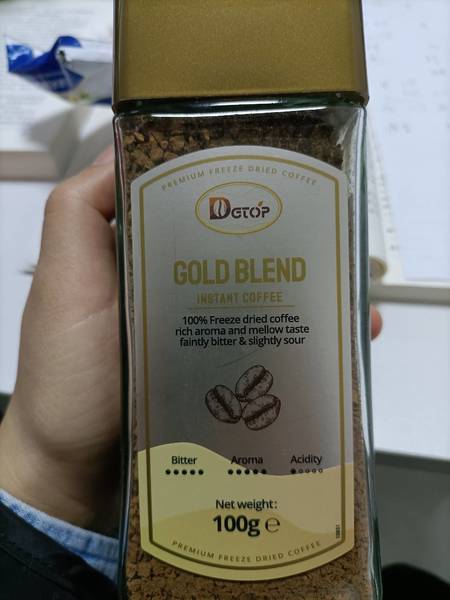 PREMIUM FREEZE DRIED COFFEE
DGTOP
GOLD BLEND
INSTANT COFFEE
100% Freeze dried coffee
rich aroma and mellow taste
faintly bitter & slightly sour
Bitter Aroma Acidity
Net weight:
100g ℮
PREMIUM FREEZE DRIED COFFEE